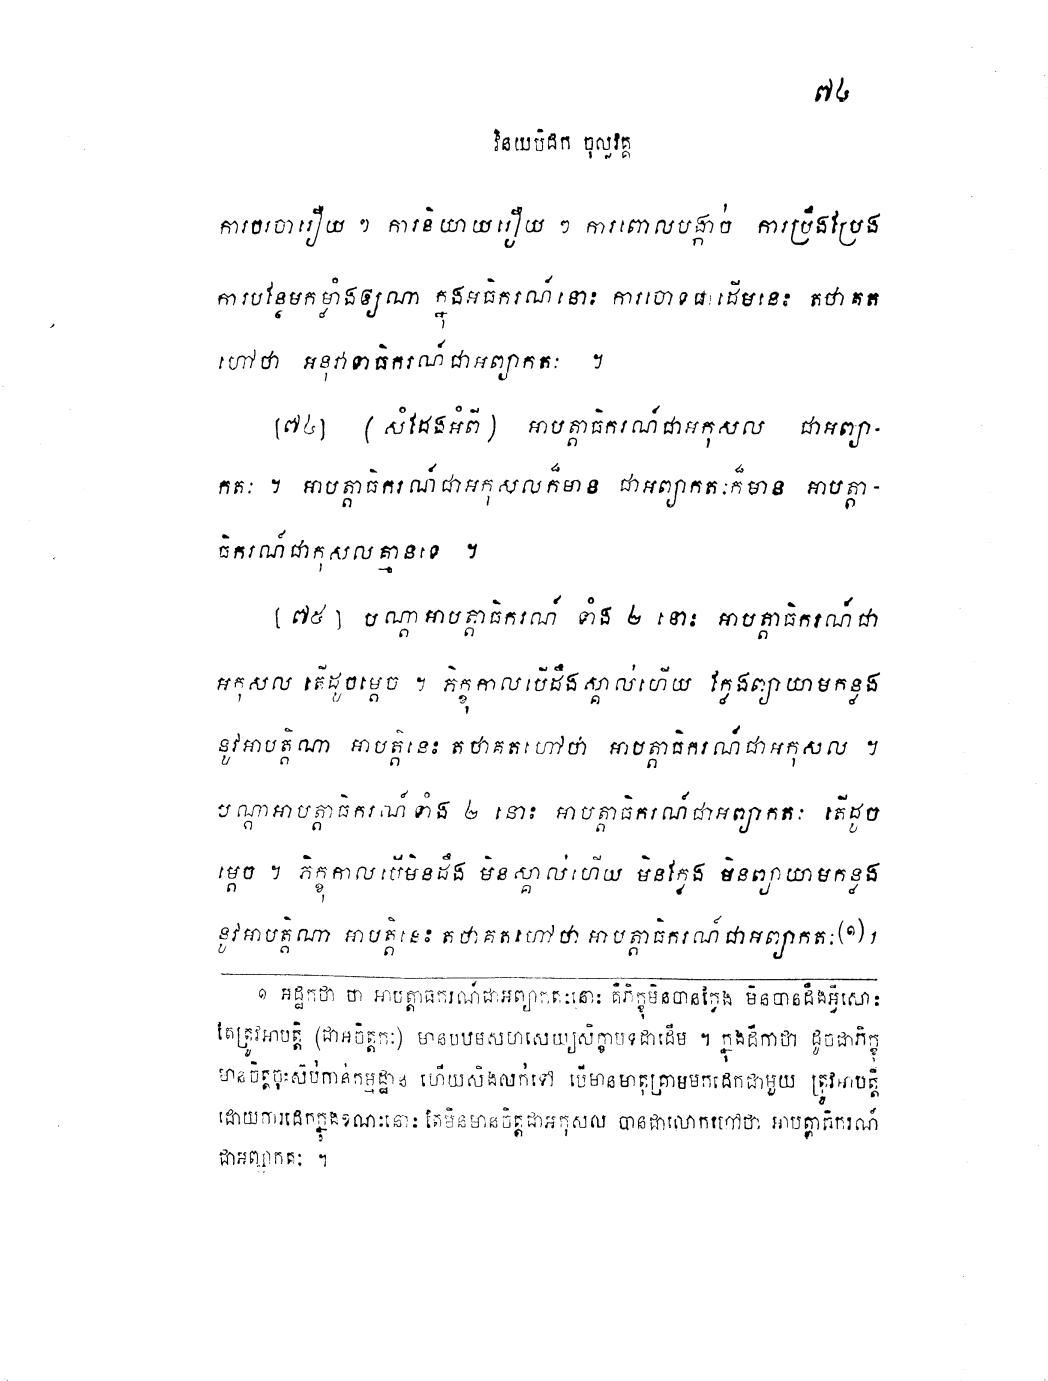 ៧៤
វិនយបិដក ចុល្លវគ្គ
ការចរចារឿយ ៗ ការនិយាយរឿយ ៗ ការពោលបង្កាច់ ការប្រឹងប្រែង
ការបន្ថែមកម្លាំងឲ្យណា ក្នុងអធិករណ៍នោះ ការចោទជាដើមនេះ តថាគត
ហៅថា អនុវាទាធិករណ៍ជាអព្យាកតៈ ។
[៧៤] (សំដែងអំពី) អាបត្តាធិករណ៍ជាអកុសល ជាអព្យា-
កតៈ ។ អាបត្តាធិករណ៍ជាអកុសលក៏មាន ជាអព្យាកតៈក៏មាន អាបត្តា-
ធិករណ៍ជាកុសលគ្មានទេ ។
[៧៥] បណ្តាអាបត្តាធិករណ៍ ទាំង ២ នោះ អាបត្តាធិករណ៍ជា
អកុសល តើដូចម្តេច ។ ភិក្ខុកាលបើដឹងស្គាល់ហើយ ក្លែងព្យាយាមកន្លង
នូវអាបត្តិណា អាបត្តិនេះ តថាគតហៅថា អាបត្តាធិករណ៍ជាអកុសល ។
បណ្តាអាបត្តាធិករណ៍ទាំង ២ នោះ អាបត្តាធិករណ៍ជាអព្យាកតៈ តើដូច
ម្តេច ។ ភិក្ខុកាលបើមិនដឹង មិនស្គាល់ហើយ មិនក្លែង មិនព្យាយាមកន្លង
នូវអាបត្តិណា អាបត្តិនេះ តថាគតហៅថា អាបត្តាធិករណ៍ជាអព្យាកតៈ(១)។
១ អដ្ឋកថា ថា អាបត្តាធិករណ៍ជាអព្យាកតៈនោះ គឺភិក្ខុមិនបានក្លែង មិនបានដឹងអ្វីសោះ
តែត្រូវអាបត្តិ (ជាអចិត្តកៈ) មានបឋមសហសេយ្យសិក្ខាបទជាដើម ។ ក្នុងដីកាថា ដូចជាភិក្ខុ
មានចិត្តចុះស៊ប់កាន់កម្មដ្ឋាន ហើយសិងលក់ទៅ បើមានមាតុគ្រាមមកដេកជាមួយ ត្រូវអាបត្តិ
ដោយការដេកក្នុងខណៈនោះ តែមិនមានចិត្តជាអកុសល បានជាលោកហៅថា អាបត្តាធិករណ៍
ជាអព្យាកតៈ ។